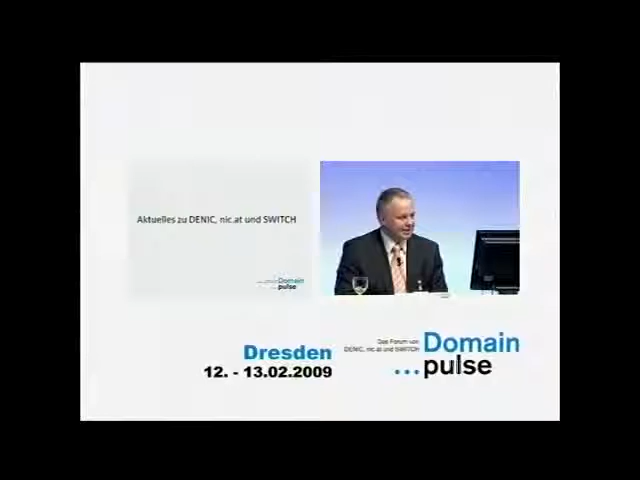 Aktuelles zu DENIC, nic.at und SWITCH
Domain
...pulse
Dresden
12. - 13.02.2009
Das Forum von
DENIC, nic.at und SWITCH
Domain
...pulse